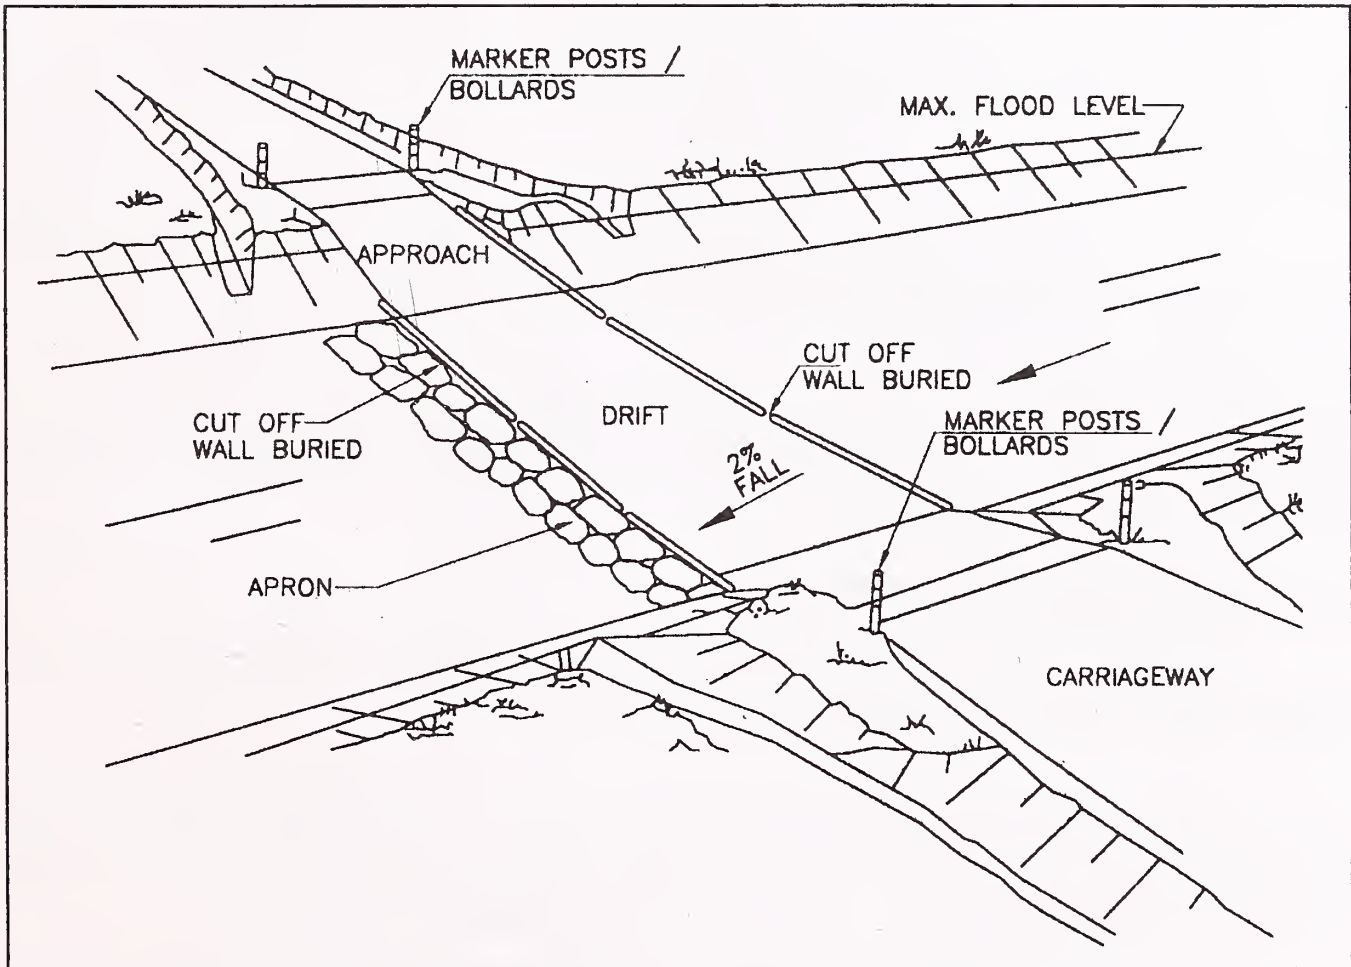 MARKER POSTS /
BOLLARDS
MAX. FLOOD LEVEL
APPROACH
CUT OFF
WALL BURIED
CUT OFF
WALL BURIED
DRIFT
MARKER POSTS /
BOLLARDS
2%
FALL
APRON
CARRIAGEWAY